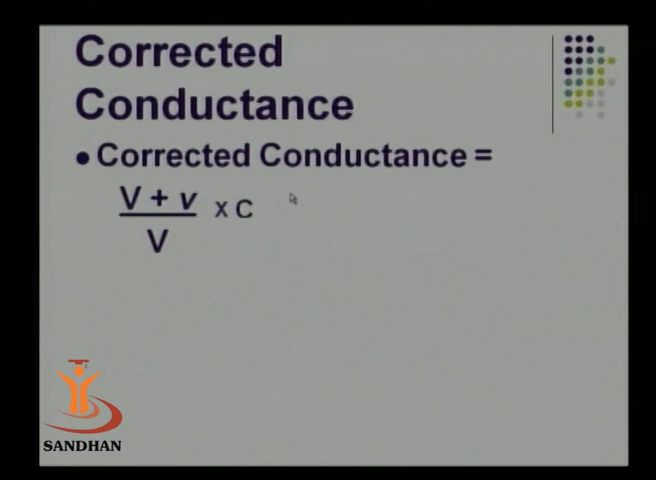 Corrected
Conductance
• Corrected Conductance =
V + v
x C
V
SANDHAN